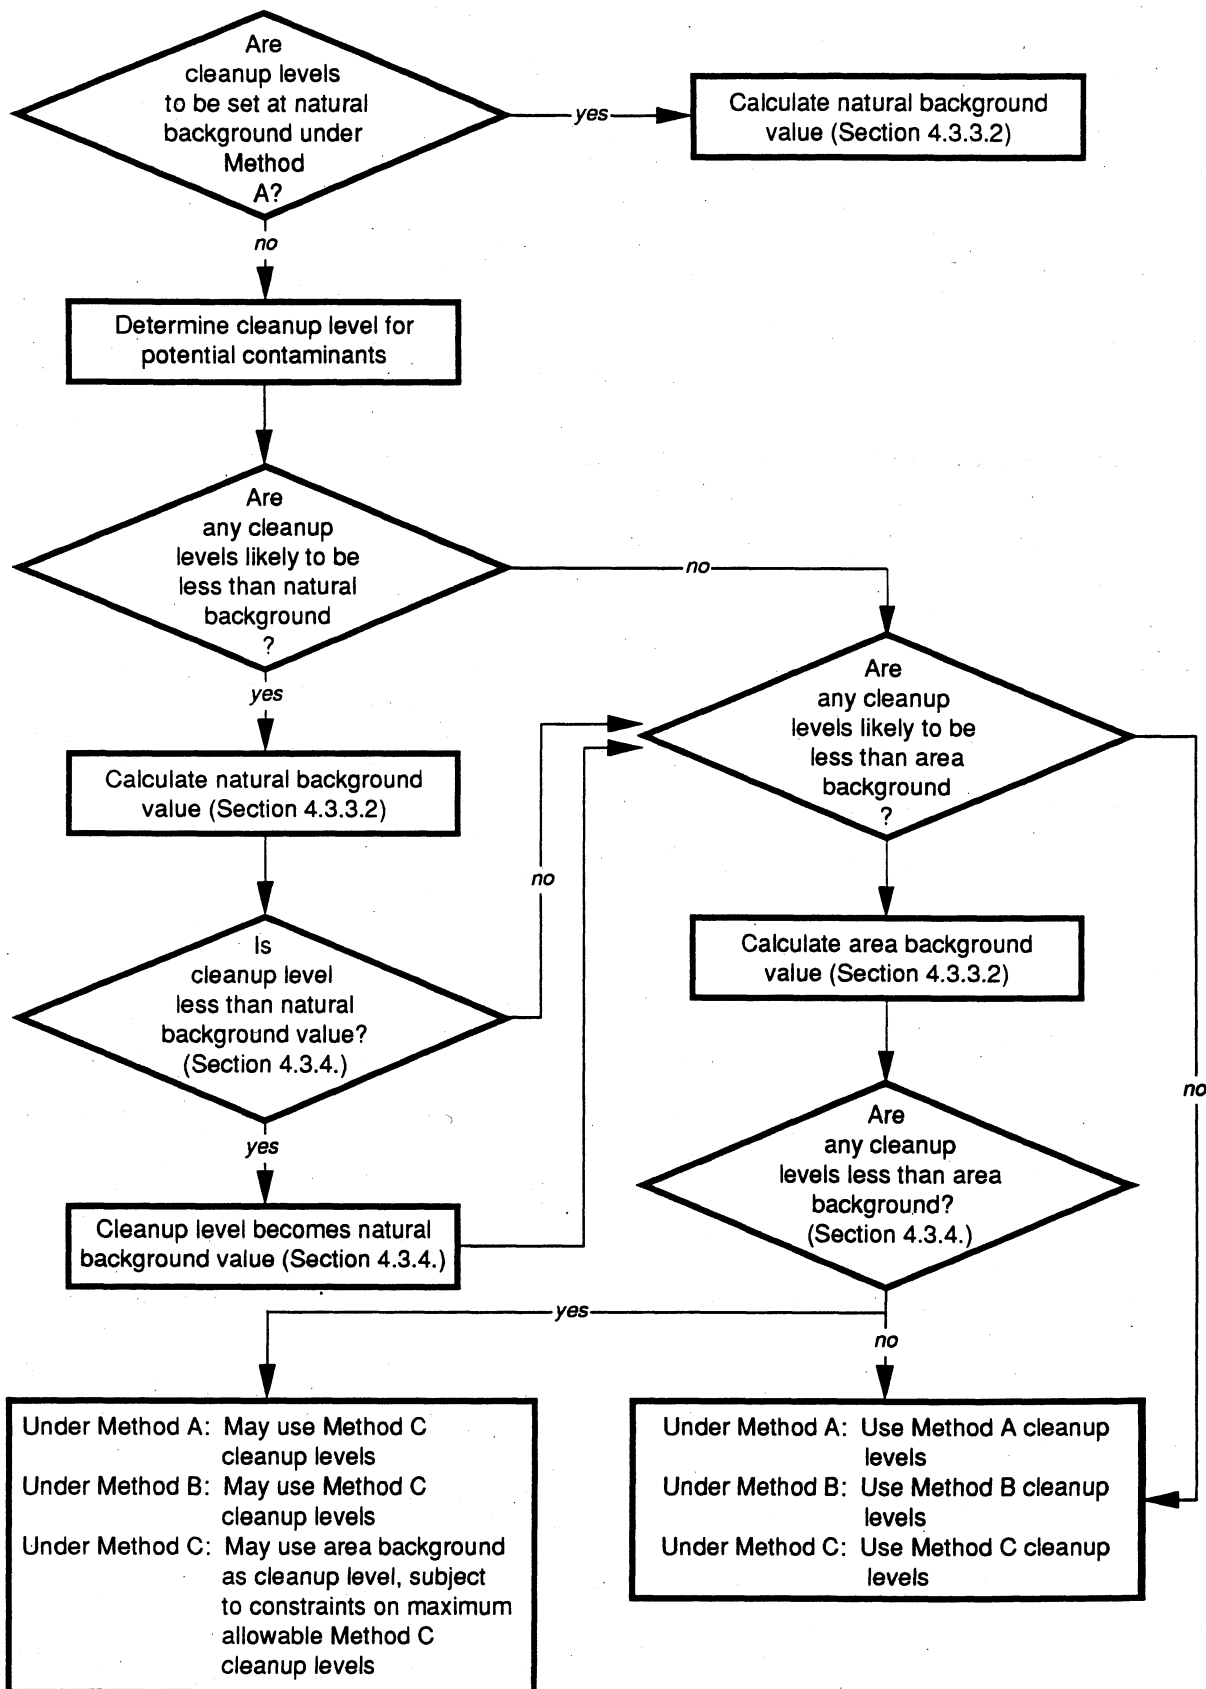 Are
cleanup levels
to be set at natural
background under
Method
A?
yes
Calculate natural background
value (Section 4.3.3.2)
no
Determine cleanup level for
potential contaminants
Are
any cleanup
levels likely to be
less than natural
background
?
no
yes
Calculate natural background
value (Section 4.3.3.2)
Is
cleanup level
less than natural
background value?
(Section 4.3.4.)
no
yes
Cleanup level becomes natural
background value (Section 4.3.4.)
Are
any cleanup
levels likely to be
less than area
background
?
no
Calculate area background
value (Section 4.3.3.2)
Are
any cleanup
levels less than area
background?
(Section 4.3.4.)
yes
no
Under Method A: May use Method C
cleanup levels
Under Method B: May use Method C
cleanup levels
Under Method C: May use area background
as cleanup level, subject
to constraints on maximum
allowable Method C
cleanup levels
Under Method A: Use Method A cleanup
levels
Under Method B: Use Method B cleanup
levels
Under Method C: Use Method C cleanup
levels